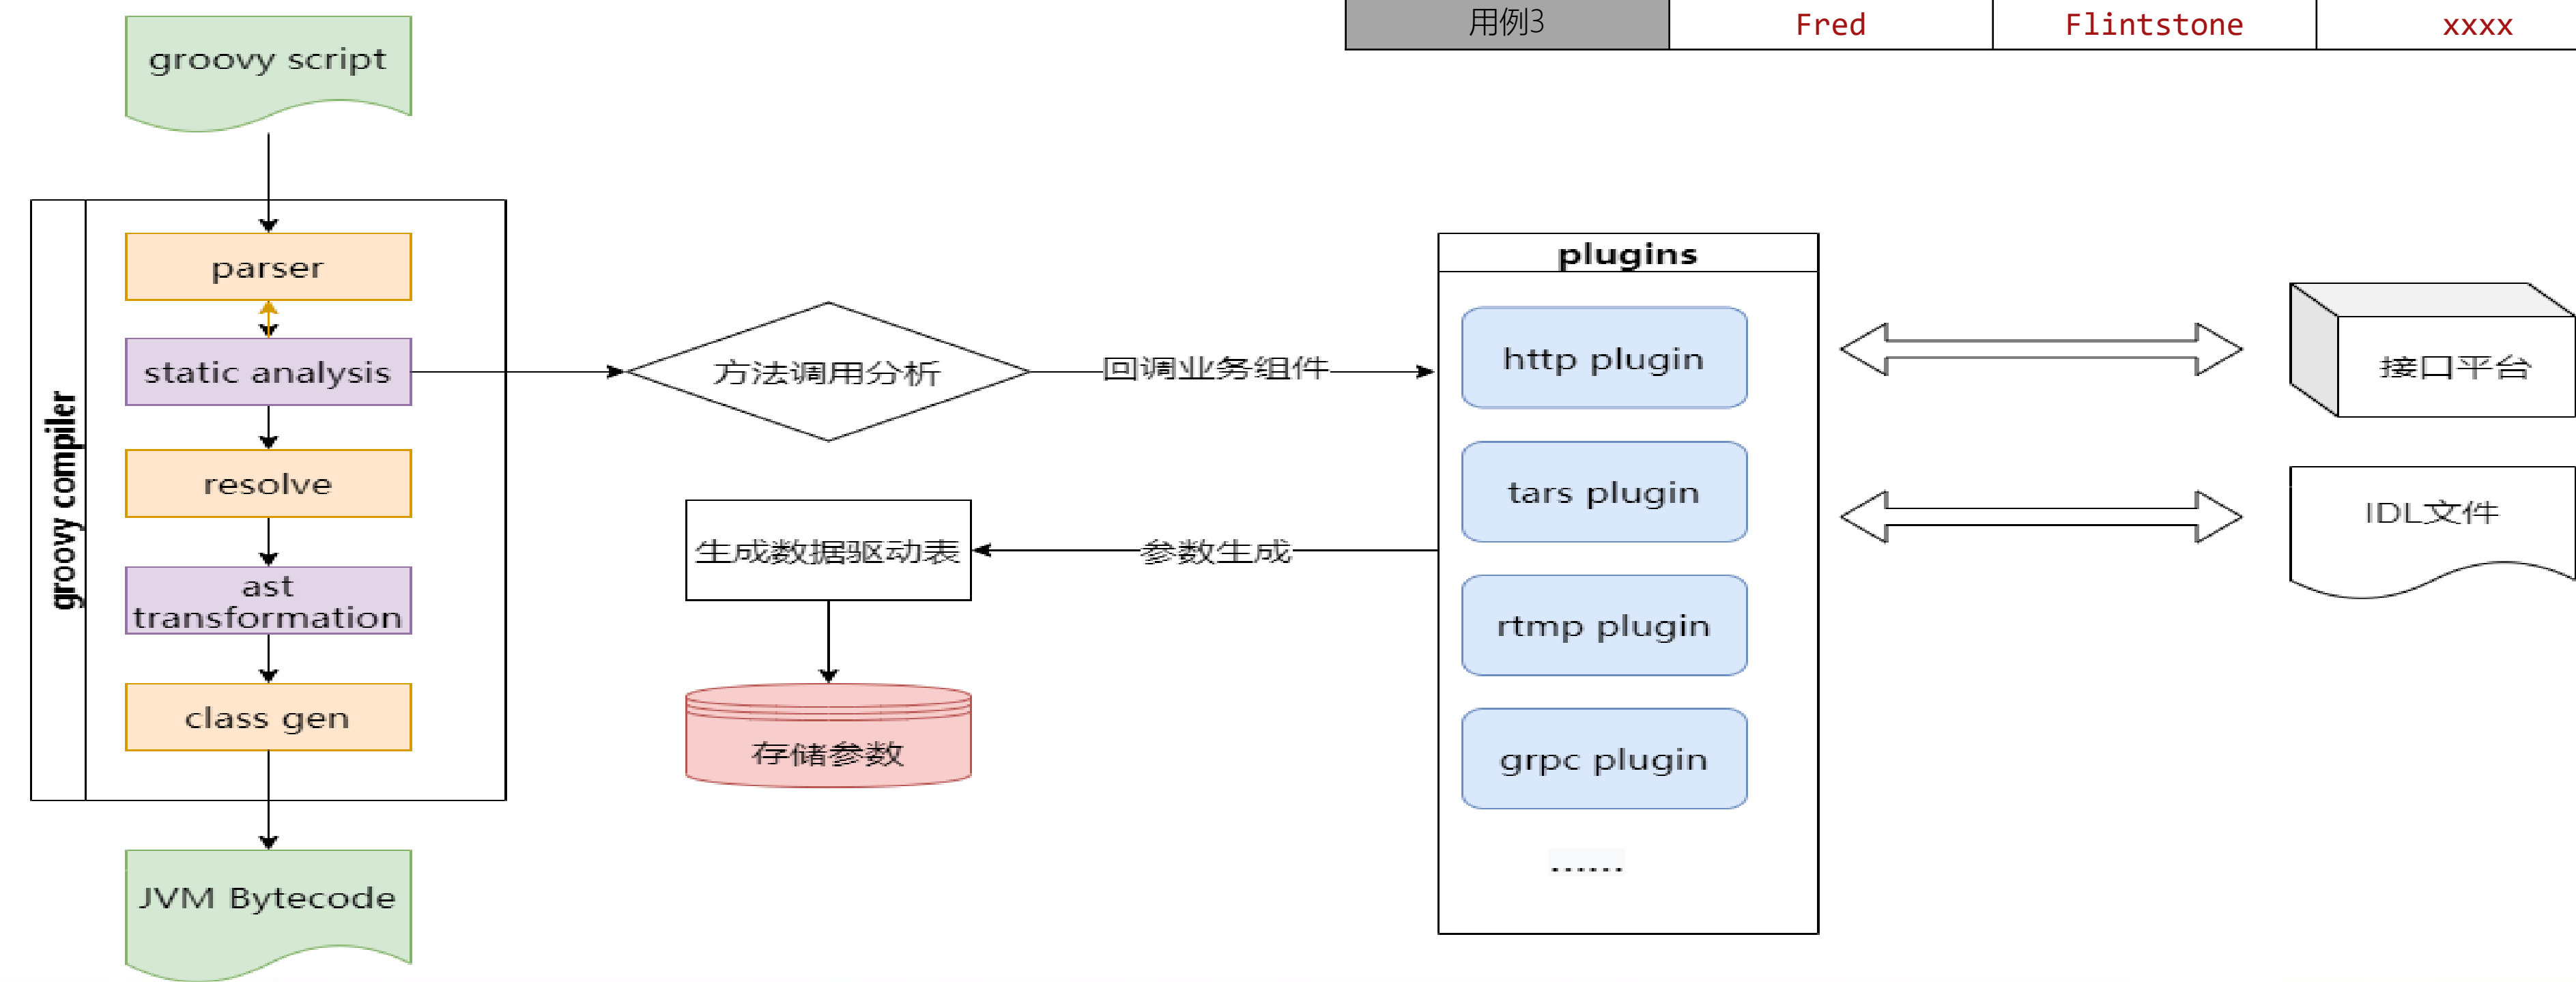 用例3 Fred Flintstone xxxx
groovy script
groovy compiler
parser
static analysis
resolve
ast
transformation
class gen
JVM Bytecode
方法调用分析
回调业务组件
生成数据驱动表
参数生成
存储参数
plugins
http plugin
tars plugin
rtmp plugin
grpc plugin
......
接口平台
IDL文件